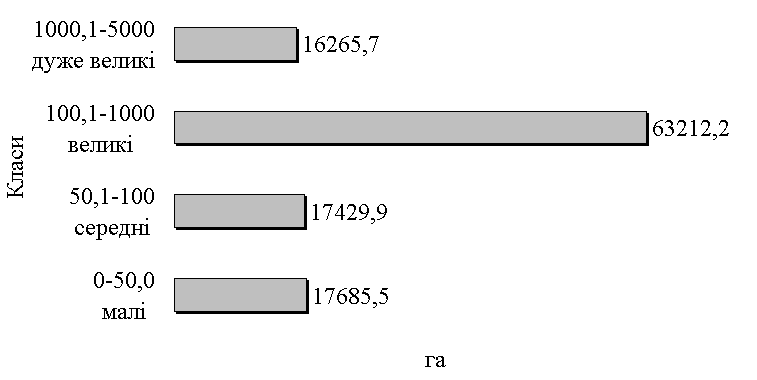 1000,1-5000
дуже великі
16265,7
100,1-1000
великі
63212,2
Класи
50,1-100
середні
17429,9
0-50,0
малі
17685,5
га